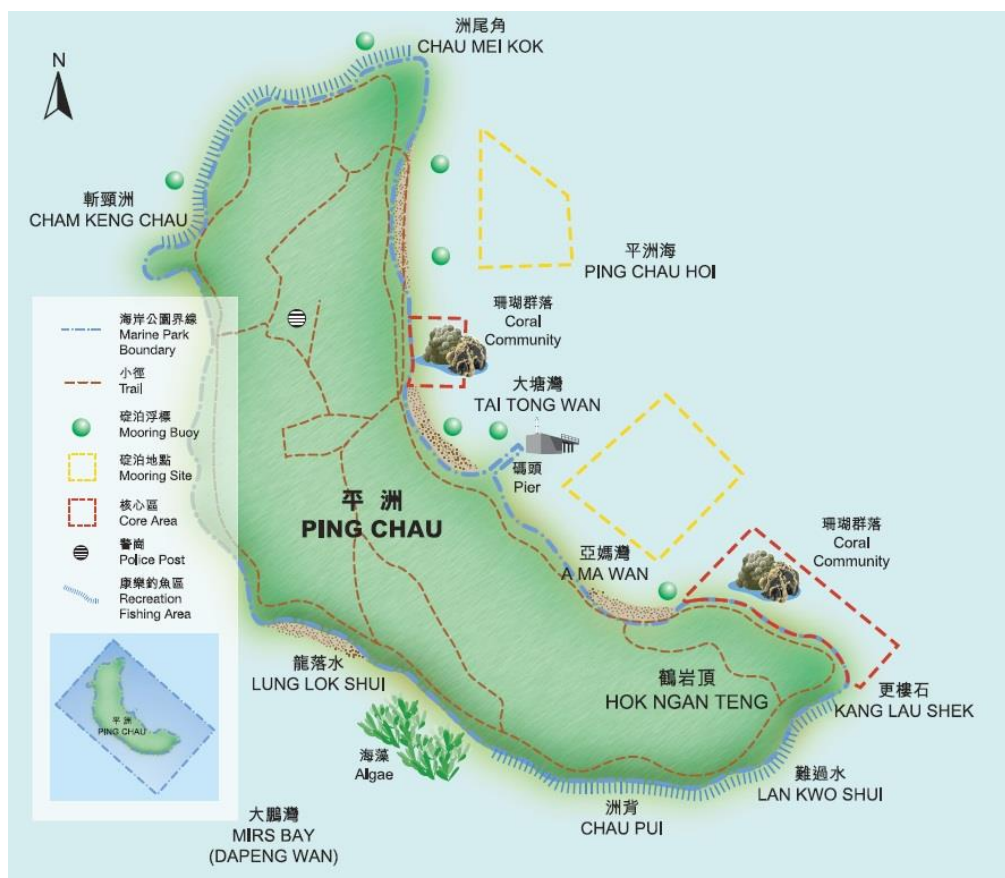 洲尾角
CHAU MEI KOK
N
斬頸洲
CHAM KENG CHAU
平洲海
PING CHAU HOI
珊瑚群落
Coral
Community
大塘灣
TAI TONG WAN
碼頭
Pier
平洲
PING CHAU
亞媽灣
A MA WAN
珊瑚群落
Coral
Community
鶴岩頂
HOK NGAN TENG
更樓石
KANG LAU SHEK
難過水
LAN KWO SHUI
洲背
CHAU PUI
龍落水
LUNG LOK SHUI
海藻
Algae
大鵬灣
MIRS BAY
(DAPENG WAN)
海岸公園界線
Marine Park
Boundary
小徑
Trail
碇泊浮標
Mooring Buoy
碇泊地點
Mooring Site
核心區
Core Area
警崗
Police Post
康樂釣魚區
Recreation
Fishing Area
平洲
PING CHAU